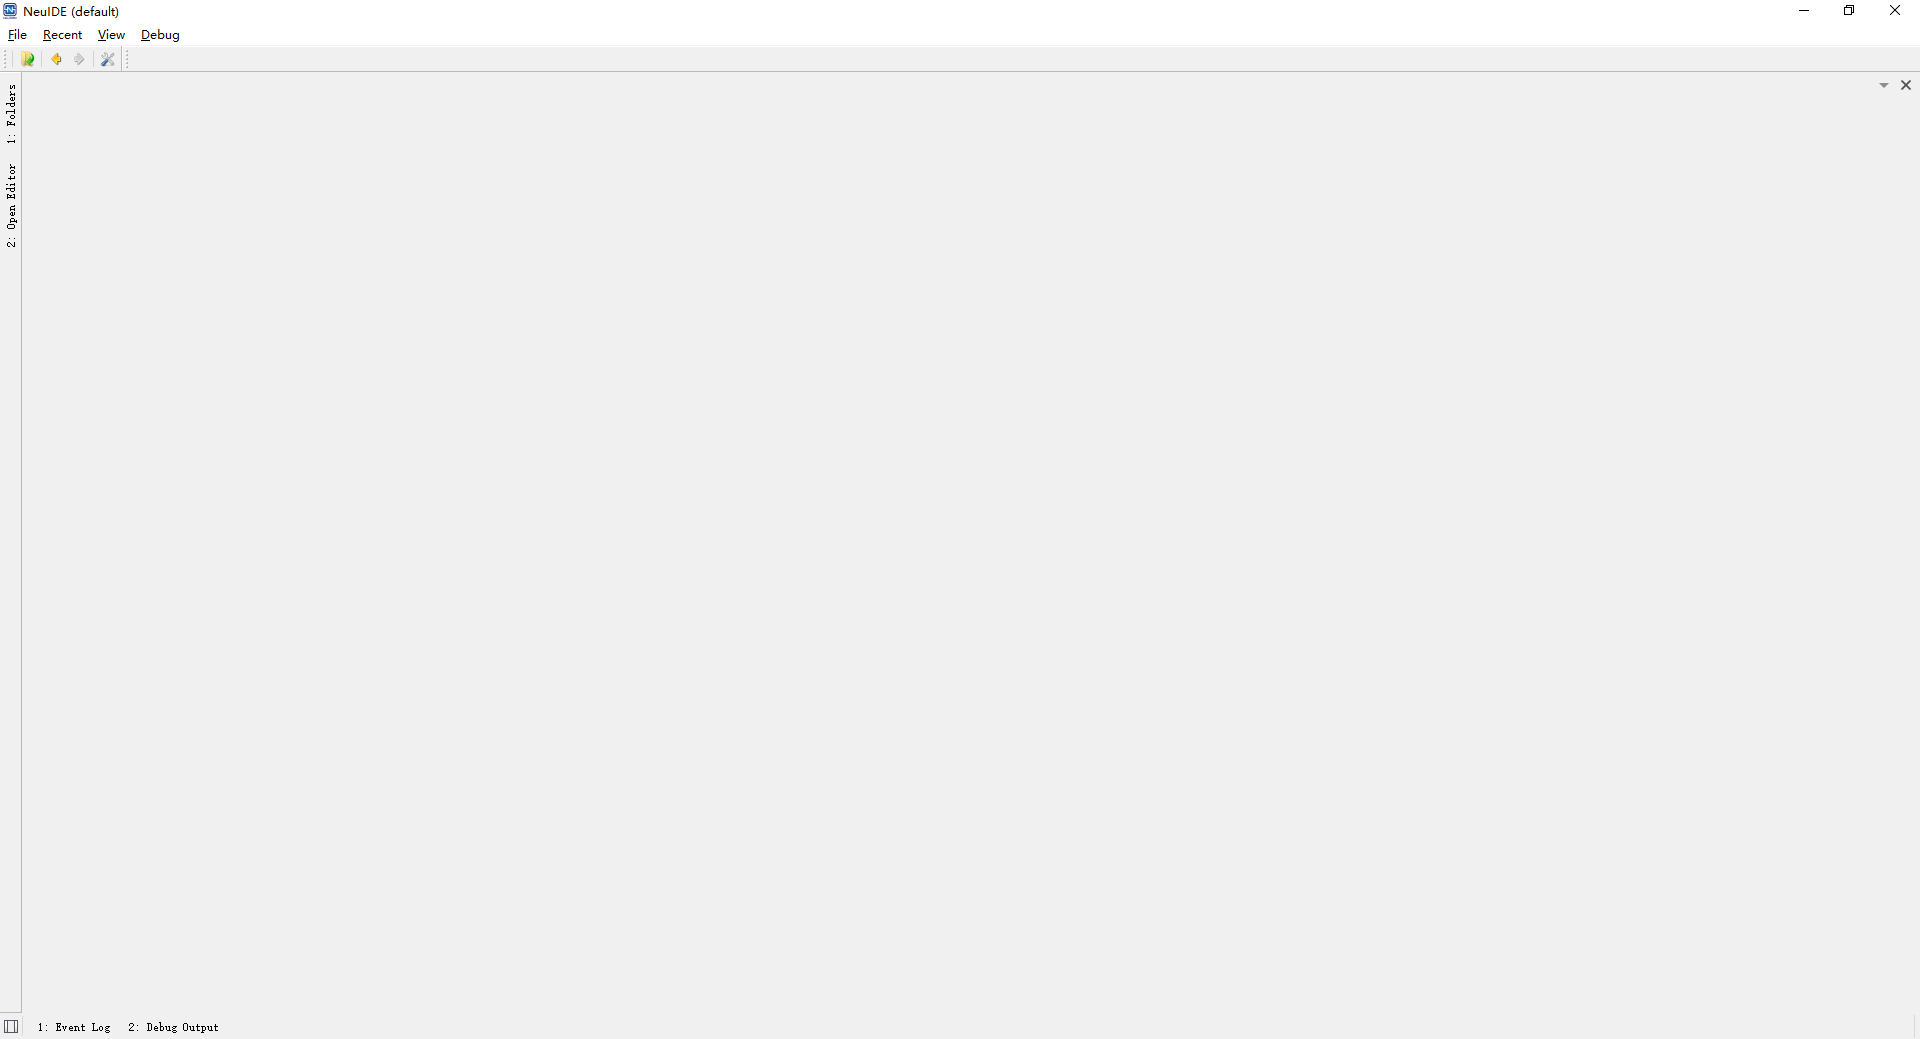 NeuIDE (default)
File Recent View Debug
1: Folders
2: Open Editor
1: Event Log 2: Debug Output